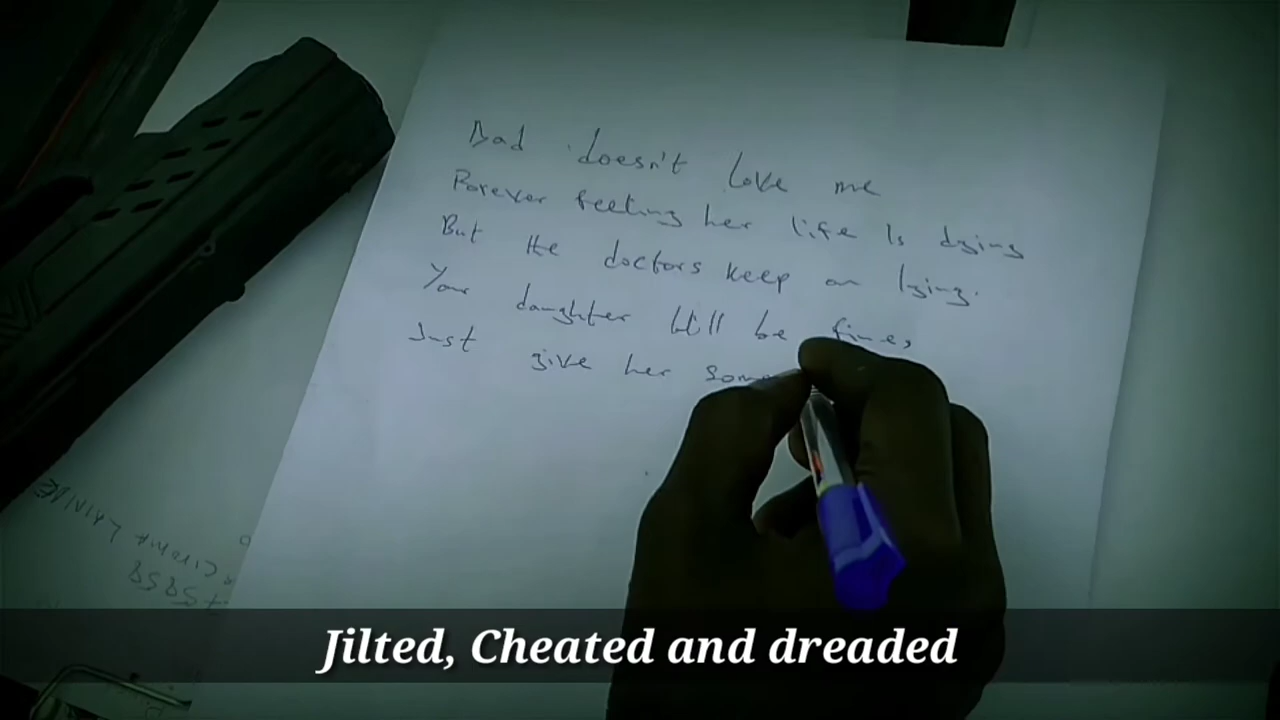 Dad doesn't love me
Forever feeling her life is dying
But the doctors keep on lying.
Your daughter will be fine,
Just give her some
Jilted, Cheated and dreaded